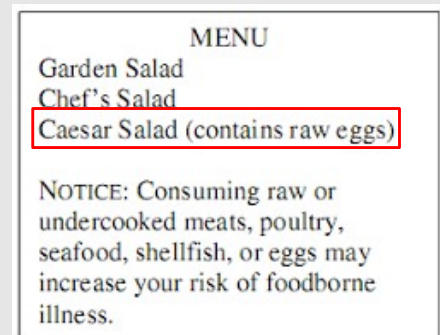 MENU
Garden Salad
Chef's Salad
Caesar Salad (contains raw eggs)
NOTICE: Consuming raw or
undercooked meats, poultry,
seafood, shellfish, or eggs may
increase your risk of foodborne
illness.